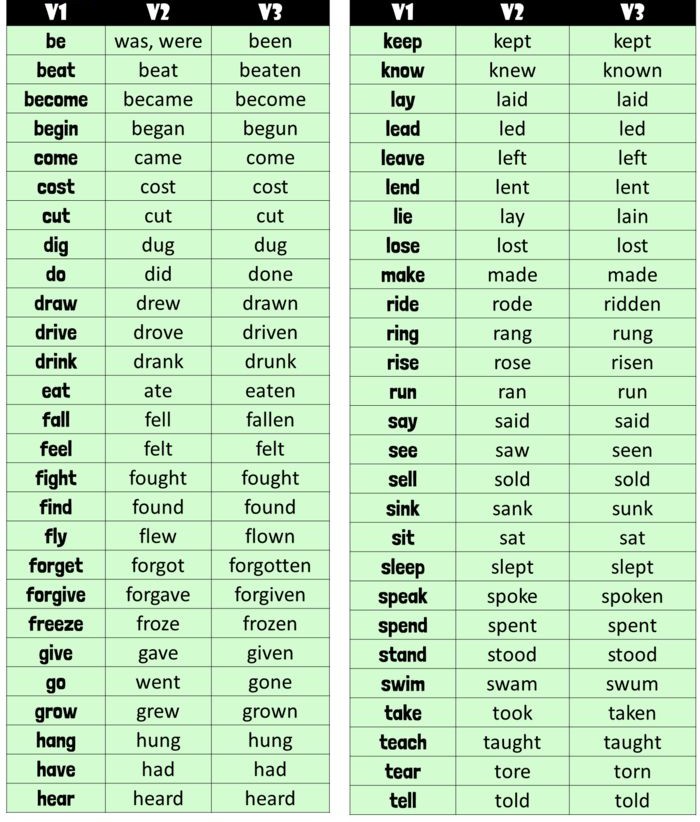 V1 V2 V3
be was, were been
beat beat beaten
become became become
begin began begun
come came come
cost cost cost
cut cut cut
dig dug dug
do did done
draw drew drawn
drive drove driven
drink drank drunk
eat ate eaten
fall fell fallen
feel felt felt
fight fought fought
find found found
fly flew flown
forget forgot forgotten
forgive forgave forgiven
freeze froze frozen
give gave given
go went gone
grow grew grown
hang hung hung
have had had
hear heard heard
V1 V2 V3
keep kept kept
know knew known
lay laid laid
lead led led
leave left left
lend lent lent
lie lay lain
lose lost lost
make made made
ride rode ridden
ring rang rung
rise rose risen
run ran run
say said said
see saw seen
sell sold sold
sink sank sunk
sit sat sat
sleep slept slept
speak spoke spoken
spend spent spent
stand stood stood
swim swam swum
take took taken
teach taught taught
tear tore torn
tell told told